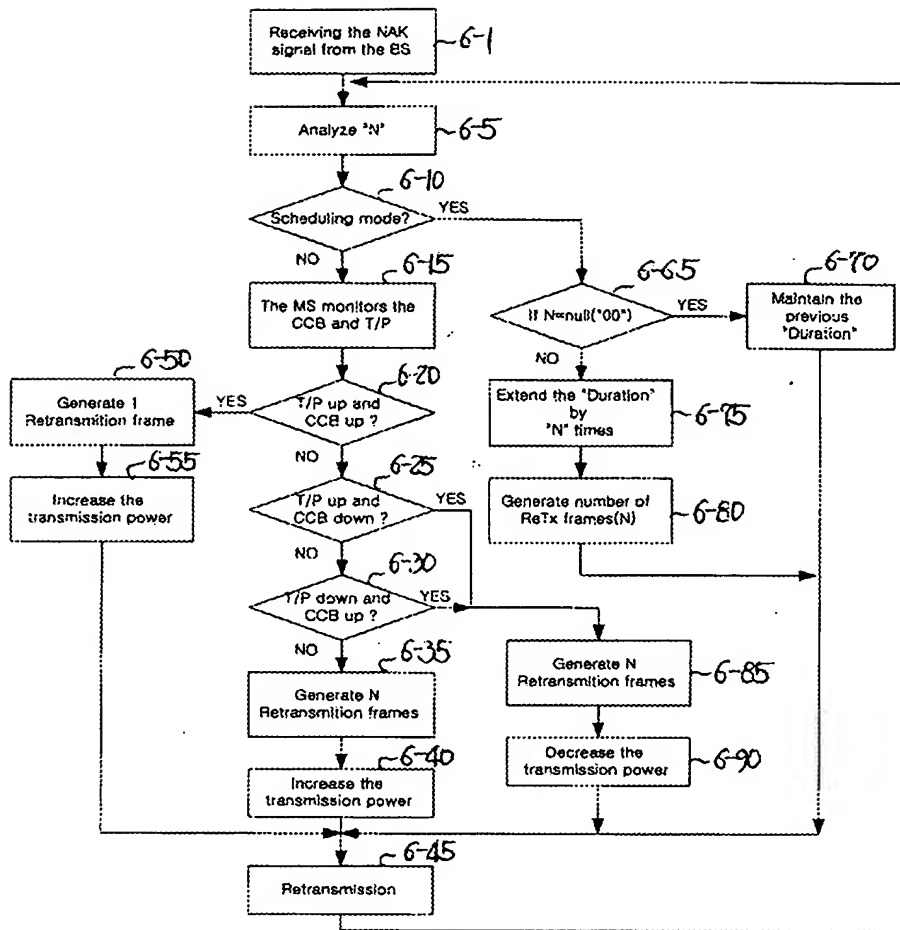 Receiving the NAK
signal from the BS
6-1
Analyze "N"
6-5
6-10
Scheduling mode?
YES
NO
6-15
The MS monitors the
CCB and T/P
6-65
If N=null("00")
YES
NO
6-70
Maintain the
previous
"Duration"
6-20
T/P up and
CCB up ?
YES
NO
6-50
Generate 1
Retransmition frame
6-55
Increase the
transmission power
6-75
Extend the "Duration"
by
"N" times
6-25
T/P up and
CCB down ?
YES
NO
6-80
Generate number of
ReTx frames(N)
6-30
T/P down and
CCB up ?
YES
NO
6-35
Generate N
Retransmition frames
6-85
Generate N
Retransmition frames
6-40
Increase the
transmission power
6-90
Decrease the
transmission power
6-45
Retransmission